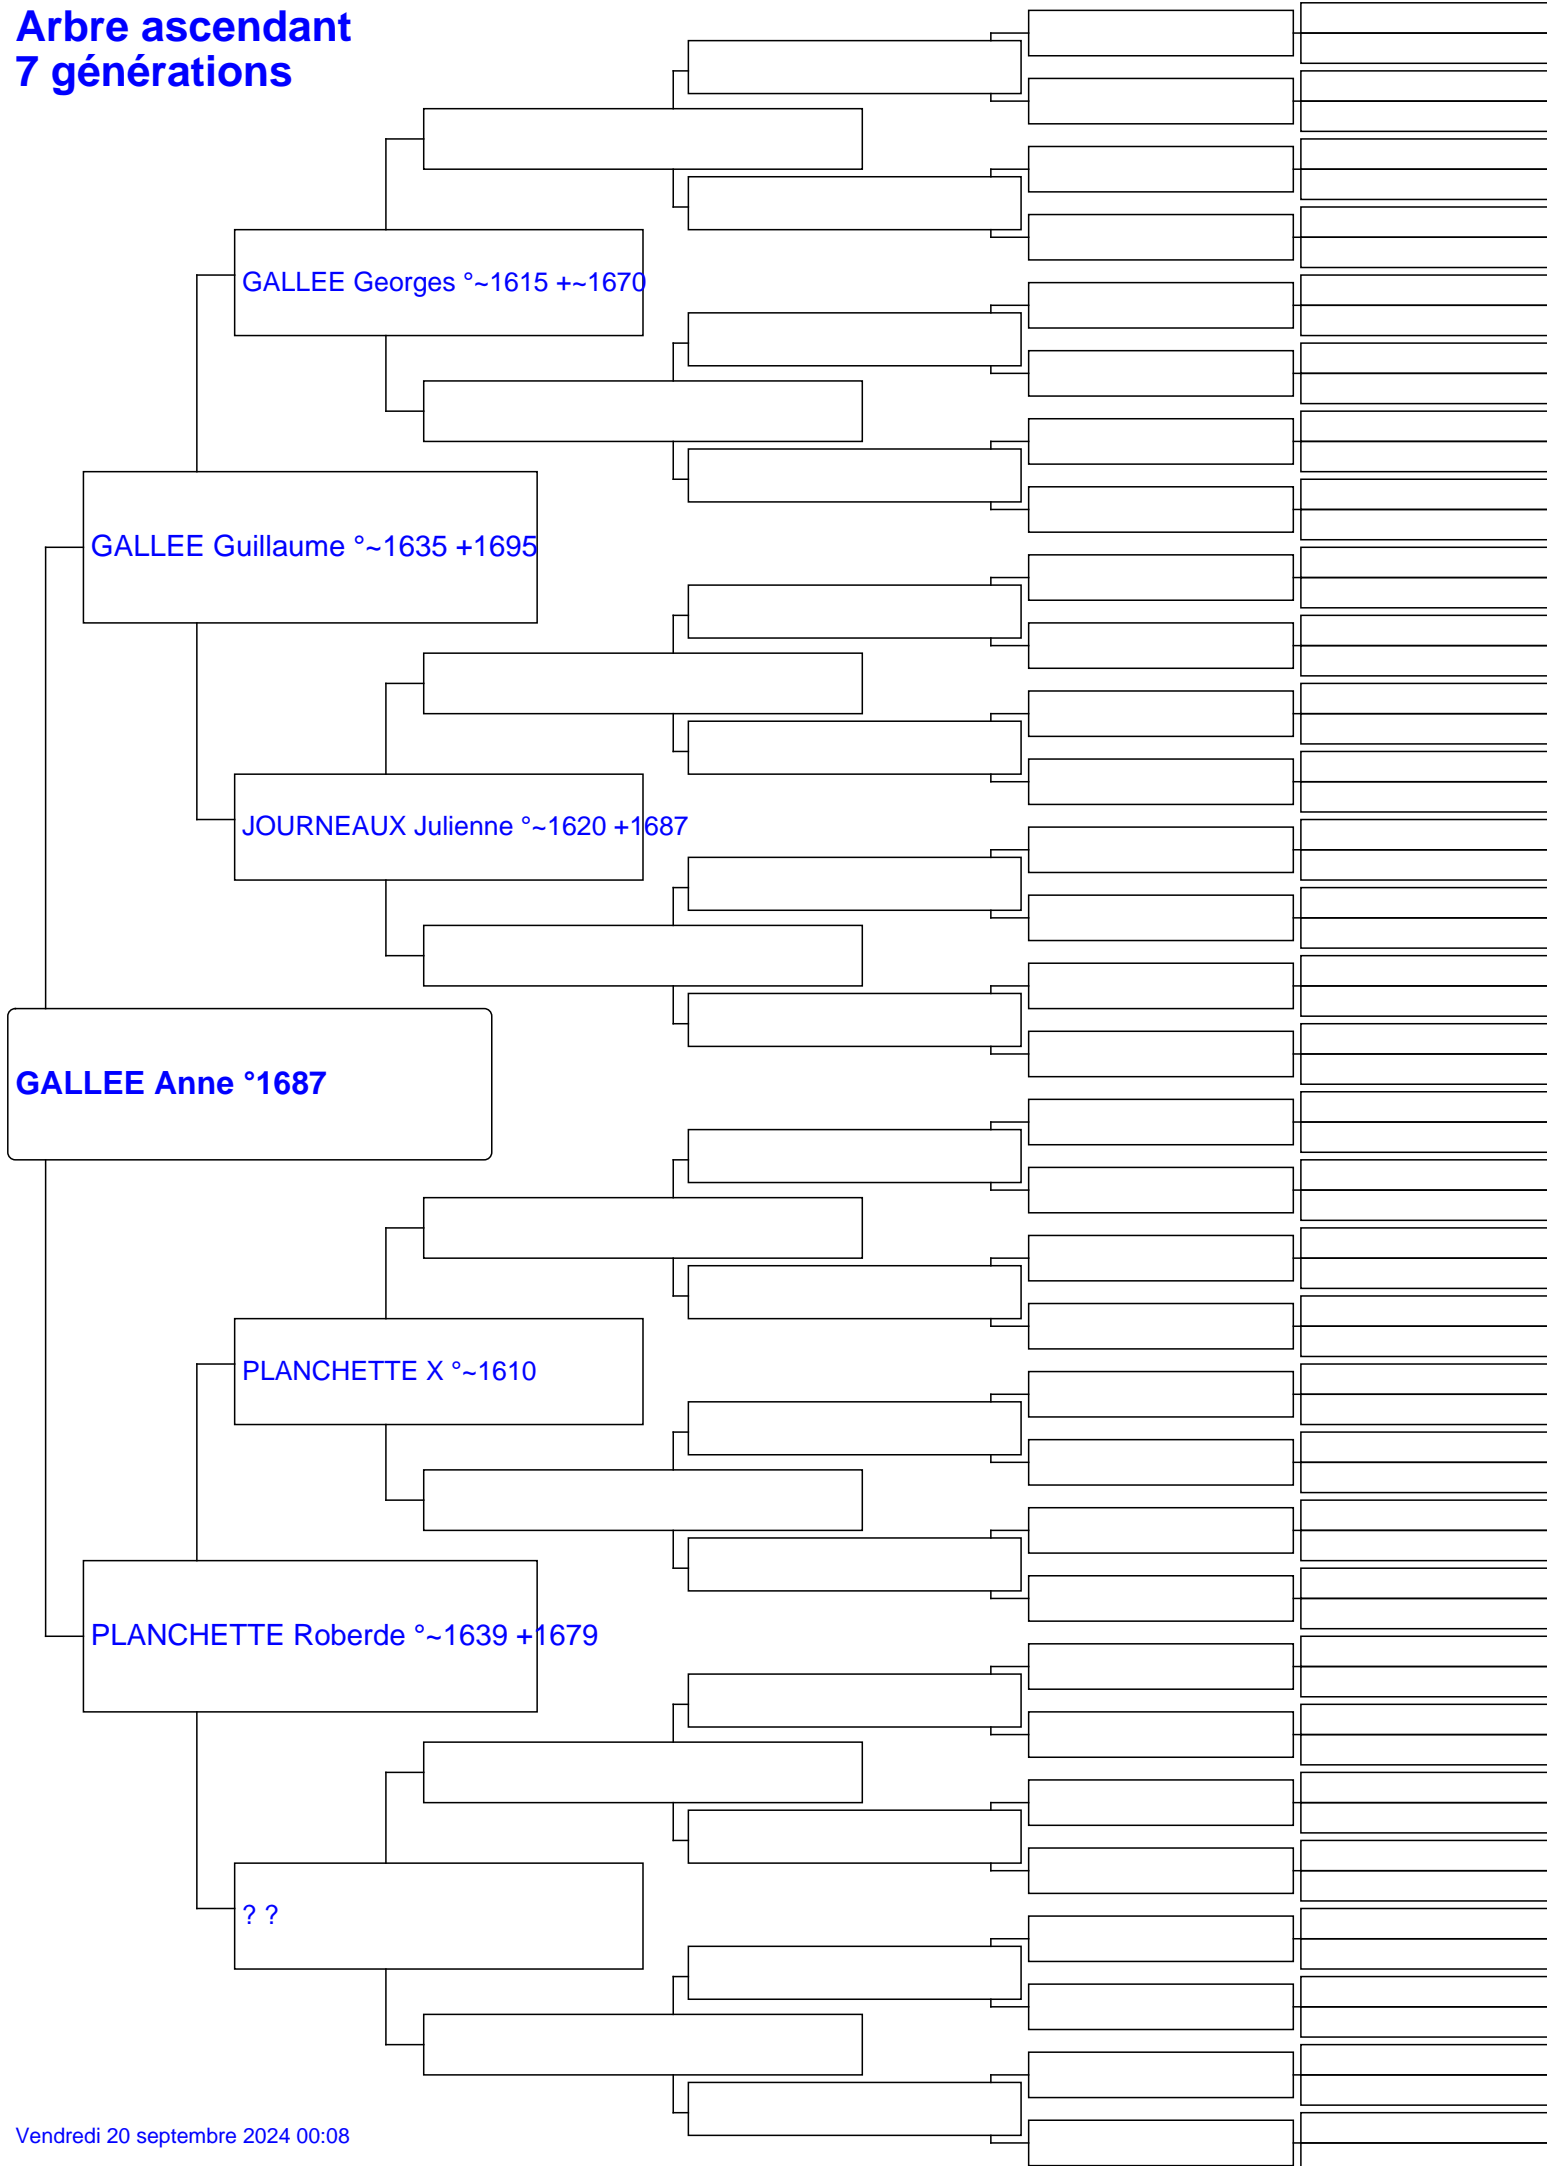 Arbre ascendant
7 générations
GALLEE Georges °~1615 +~1670
GALLEE Guillaume °~1635 +1695
JOURNEAUX Julienne °~1620 +1687
GALLEE Anne °1687
PLANCHETTE X °~1610
PLANCHETTE Roberde °~1639 +1679
? ?
Vendredi 20 septembre 2024 00:08